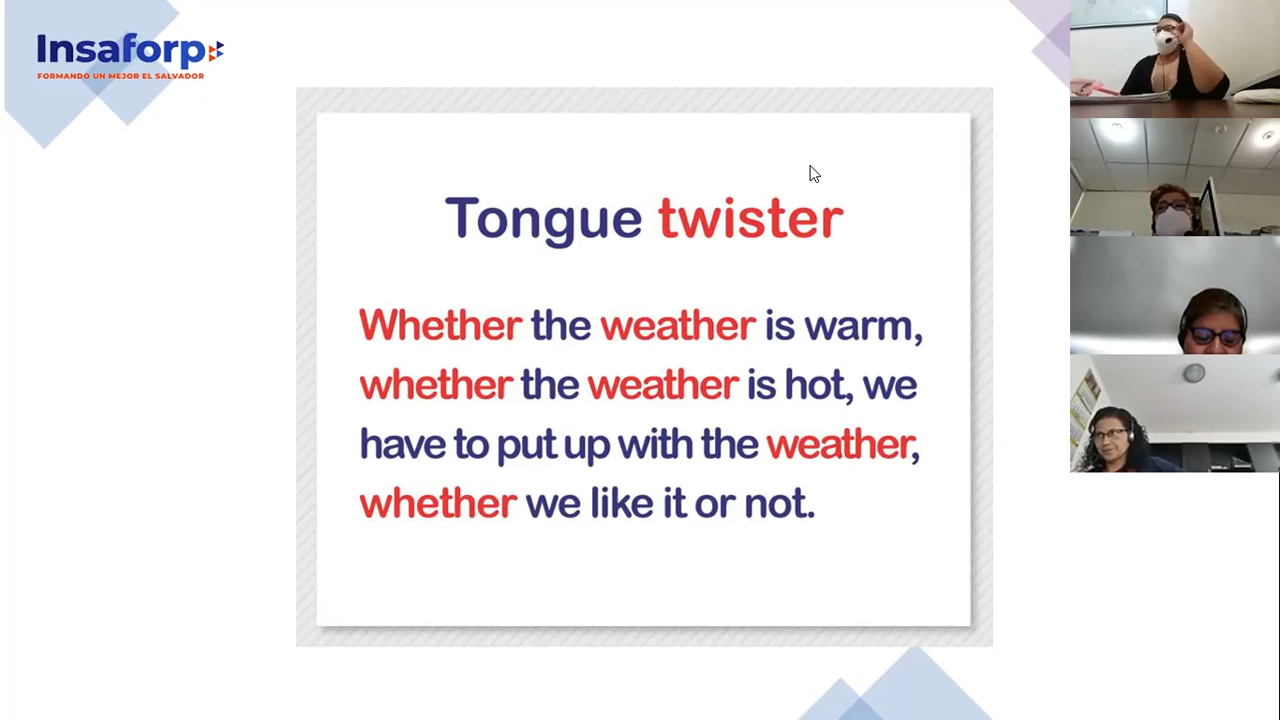 Insaforp
FORMANDO UN MEJOR EL SALVADOR
Tongue twister
Whether the weather is warm,
whether the weather is hot, we
have to put up with the weather,
whether we like it or not.